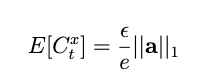 E[C_t^x] = \frac{\epsilon}{e} ||\mathbf{a}||_1